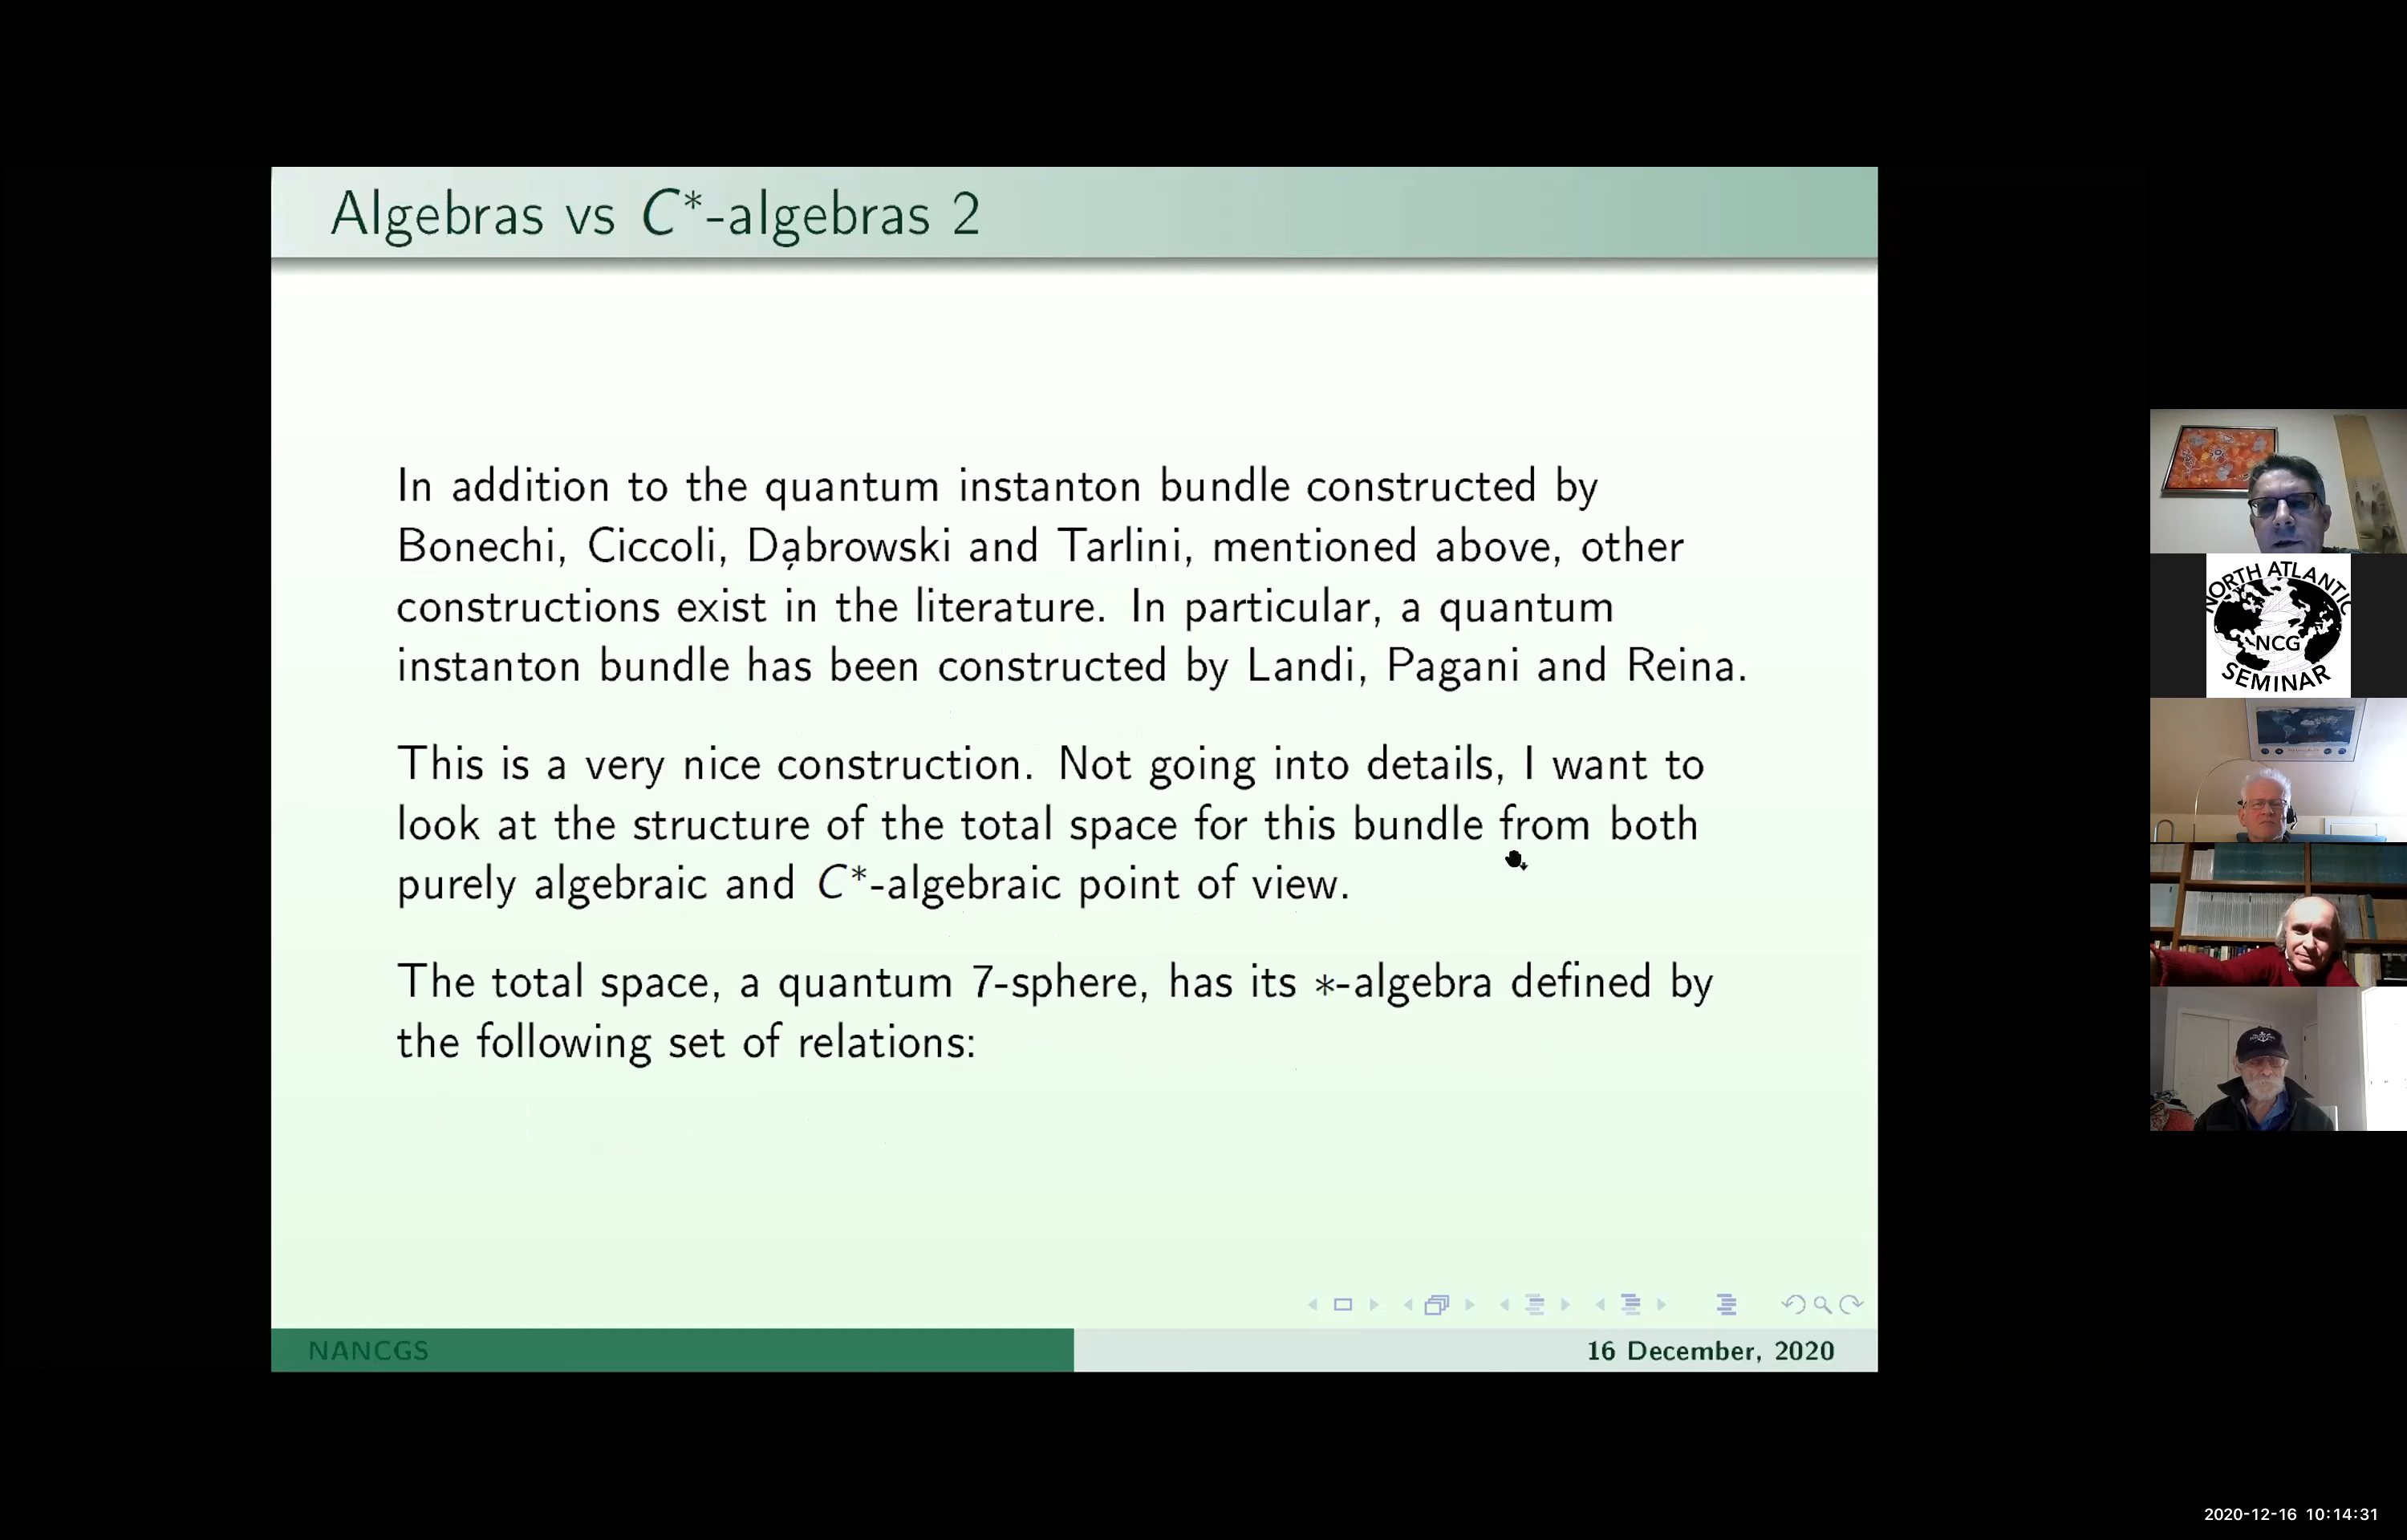 Algebras vs C*-algebras 2
In addition to the quantum instanton bundle constructed by
Bonechi, Ciccoli, Dąbrowski and Tarlini, mentioned above, other
constructions exist in the literature. In particular, a quantum
instanton bundle has been constructed by Landi, Pagani and Reina.
This is a very nice construction. Not going into details, I want to
look at the structure of the total space for this bundle from both
purely algebraic and C*-algebraic point of view.
The total space, a quantum 7-sphere, has its *-algebra defined by
the following set of relations:
NANCGS
16 December, 2020
NORTH ATLANTIC
NCG
SEMINAR
2020-12-16 10:14:31